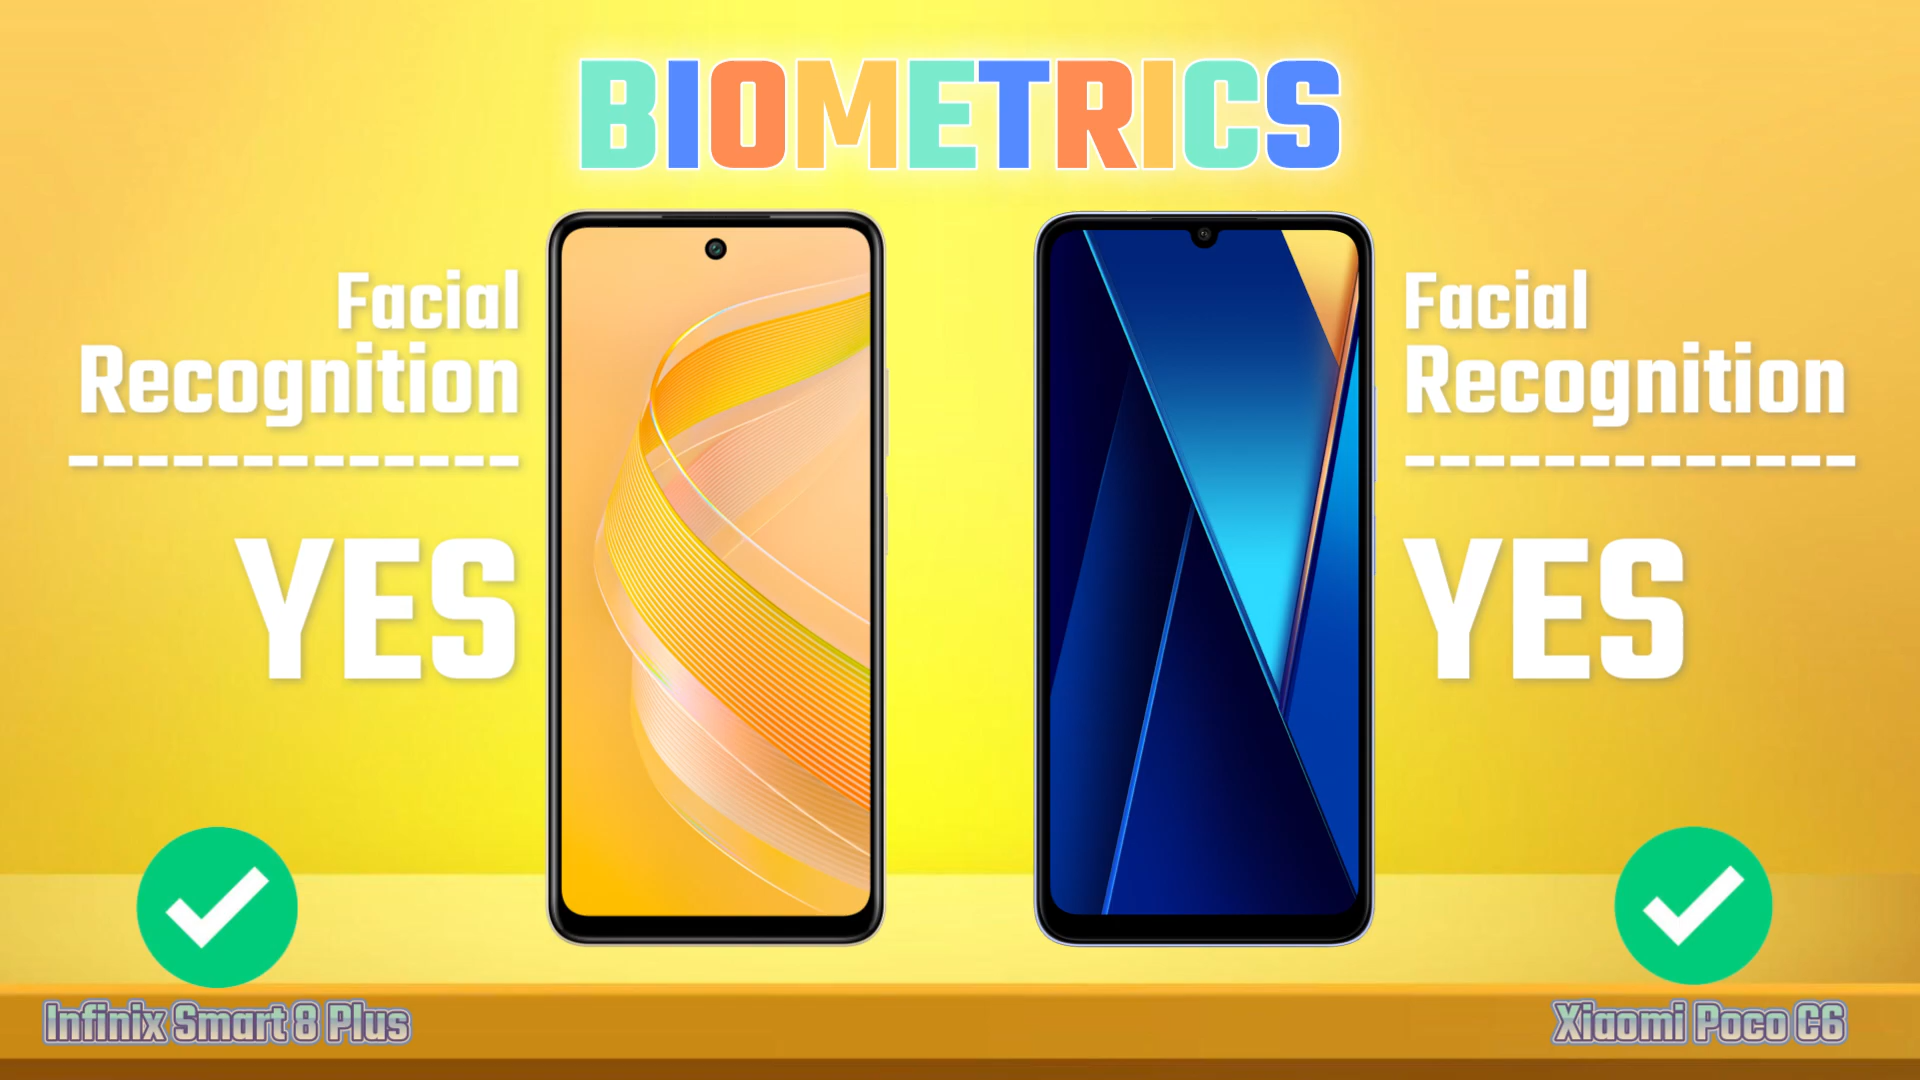 BIOMETRICS
Facial
Recognition
--------------
YES
Facial
Recognition
--------------
YES
Infinix Smart 8 Plus
Xiaomi Poco C6